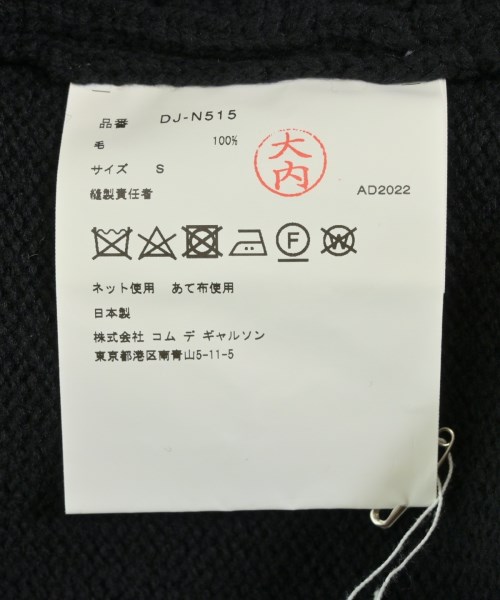 品番 DJ-N515
毛 100%
サイズ S
縫製責任者
大内
AD2022
F
W
ネット使用 あて布使用
日本製
株式会社 コム デ ギャルソン
東京都港区南青山5-11-5